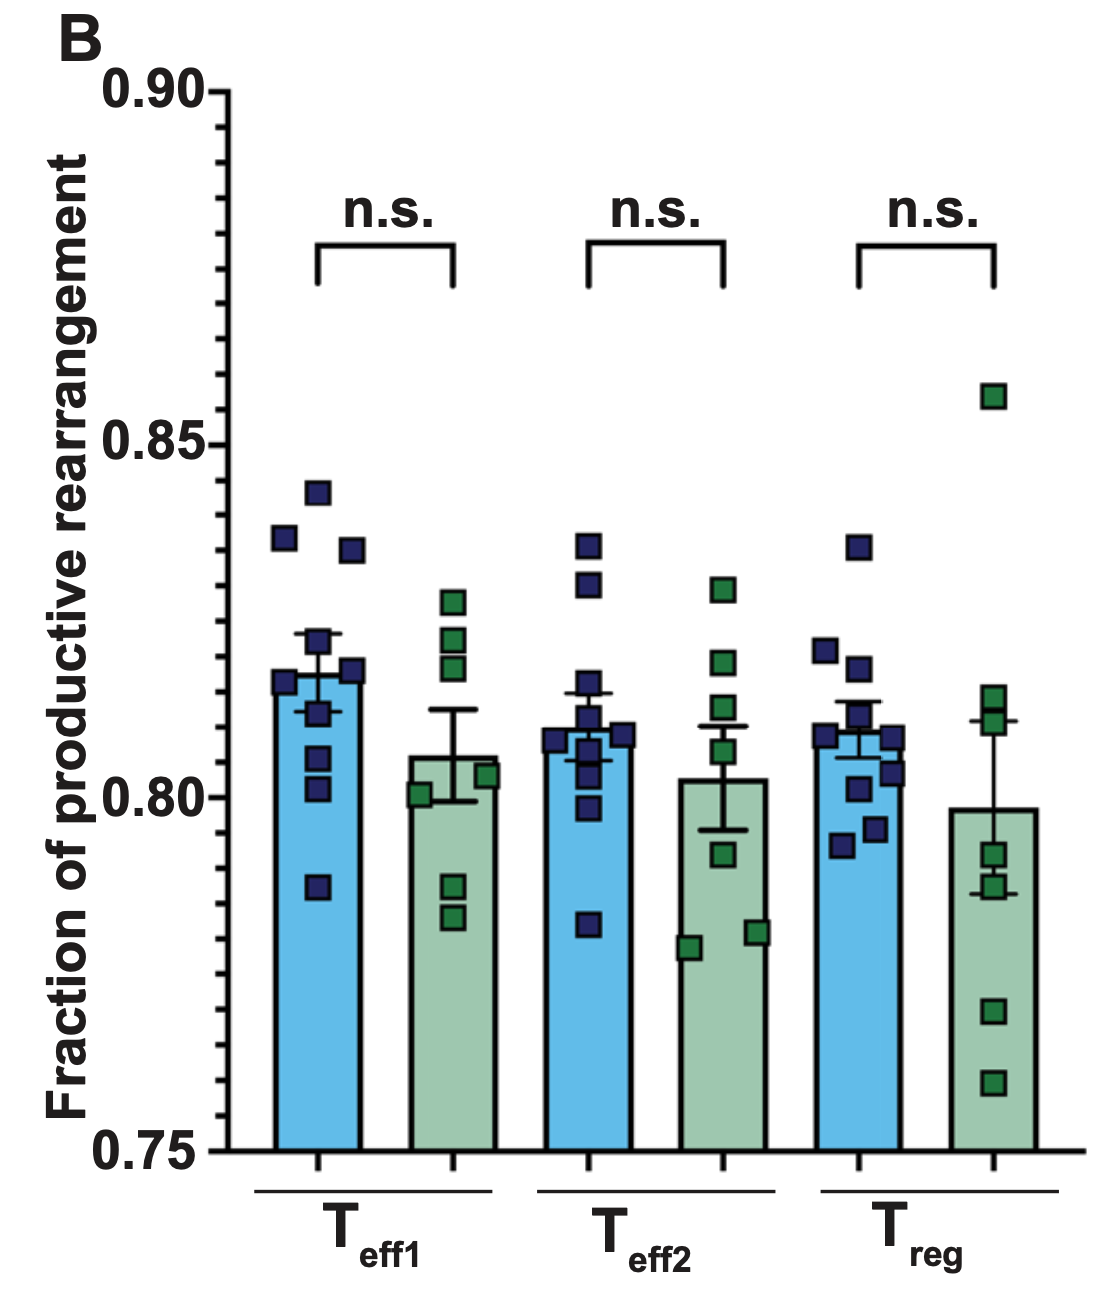 B
Fraction of productive rearrangement
0.90
0.85
0.80
0.75
n.s. n.s. n.s.
Teff1 Teff2 Treg